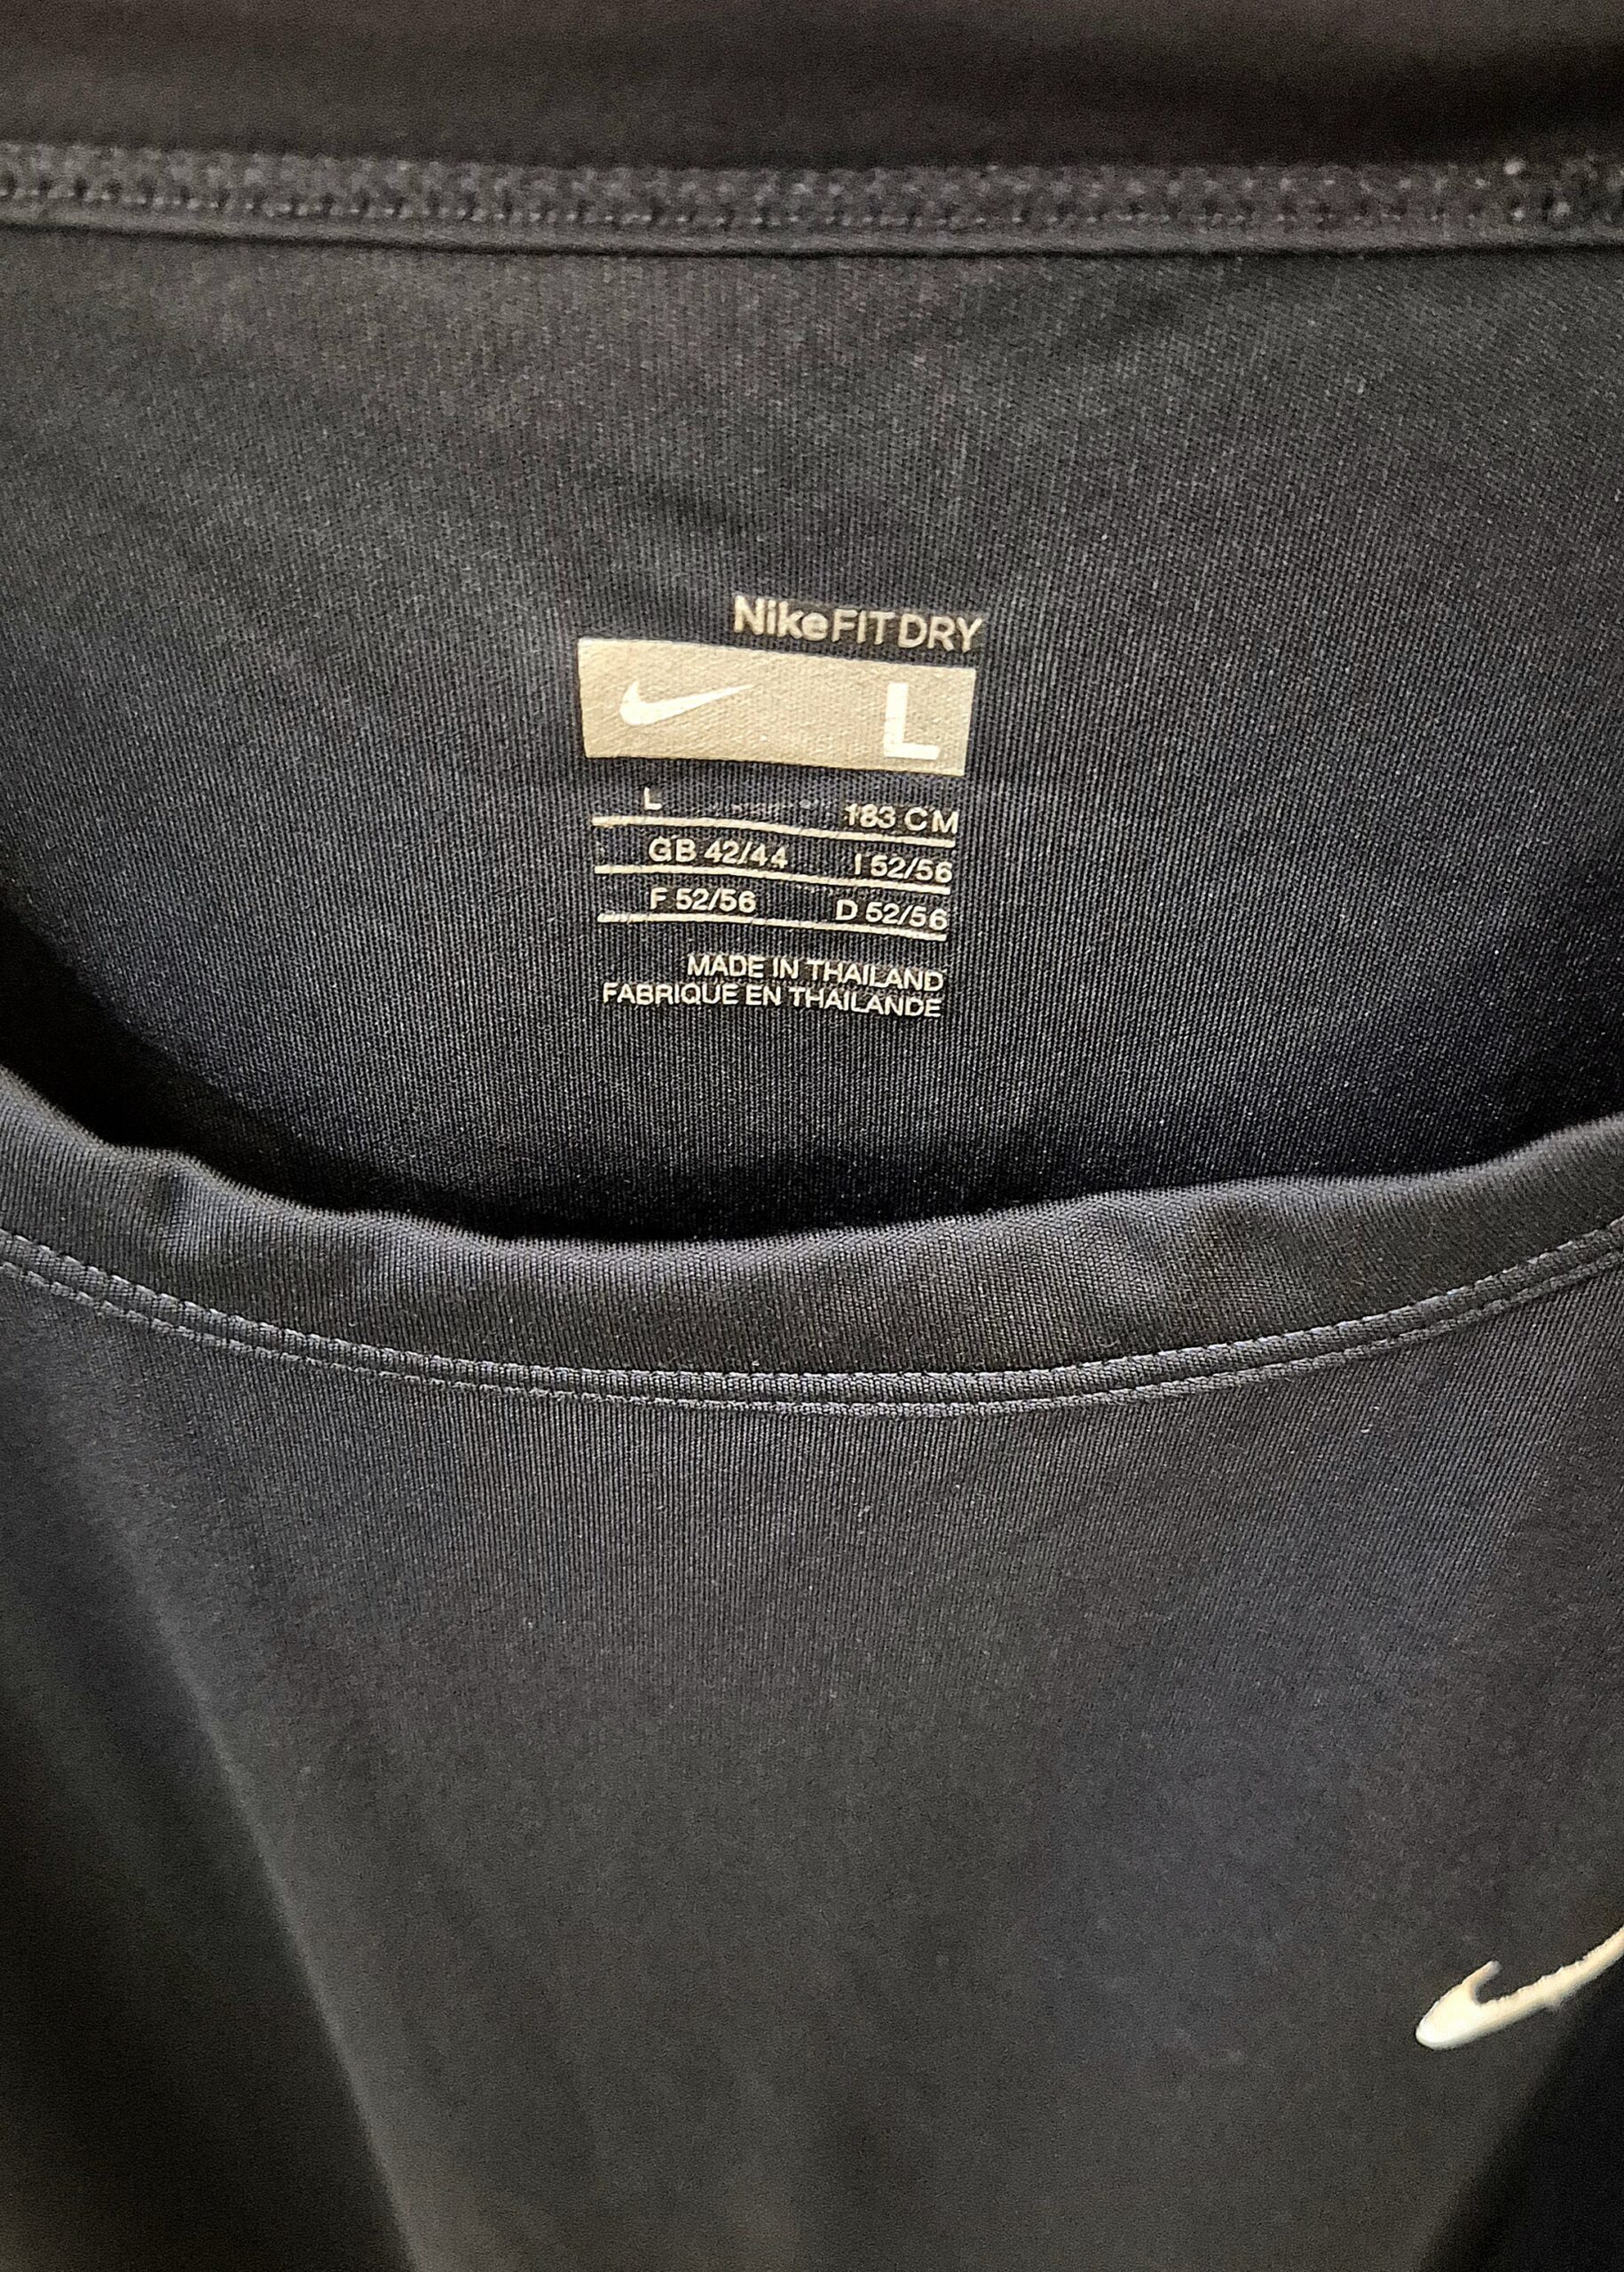 NikeFIT DRY
L
L 183 CM
GB 42/44 I 52/56
F 52/56 D 52/56
MADE IN THAILAND
FABRIQUE EN THAILANDE